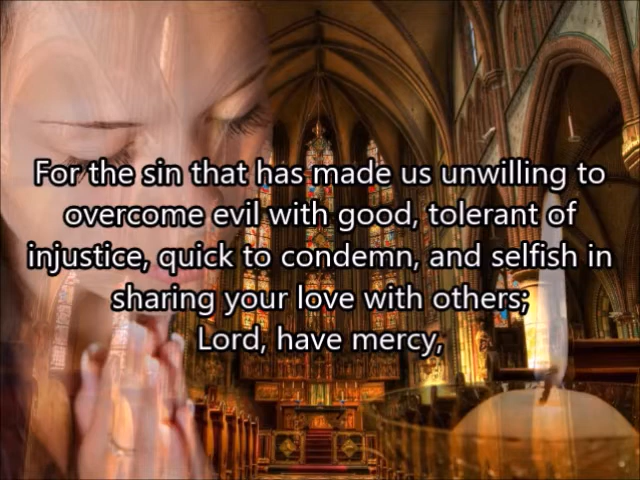 For the sin that has made us unwilling to
overcome evil with good, tolerant of
injustice, quick to condemn, and selfish in
sharing your love with others;
Lord, have mercy,